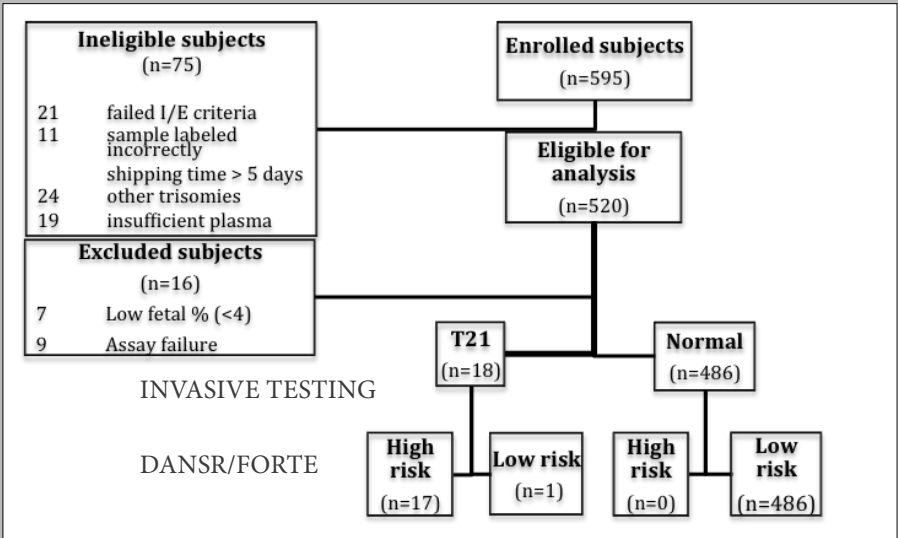 Ineligible subjects
(n=75)
21 failed I/E criteria
11 sample labeled
incorrectly
shipping time > 5 days
24 other trisomies
19 insufficient plasma
Enrolled subjects
(n=595)
Eligible for
analysis
(n=520)
Excluded subjects
(n=16)
7 Low fetal % (<4)
9 Assay failure
T21
(n=18)
Normal
(n=486)
INVASIVE TESTING
DANSR/FORTE
High
risk
(n=17)
Low risk
(n=1)
High
risk
(n=0)
Low
risk
(n=486)